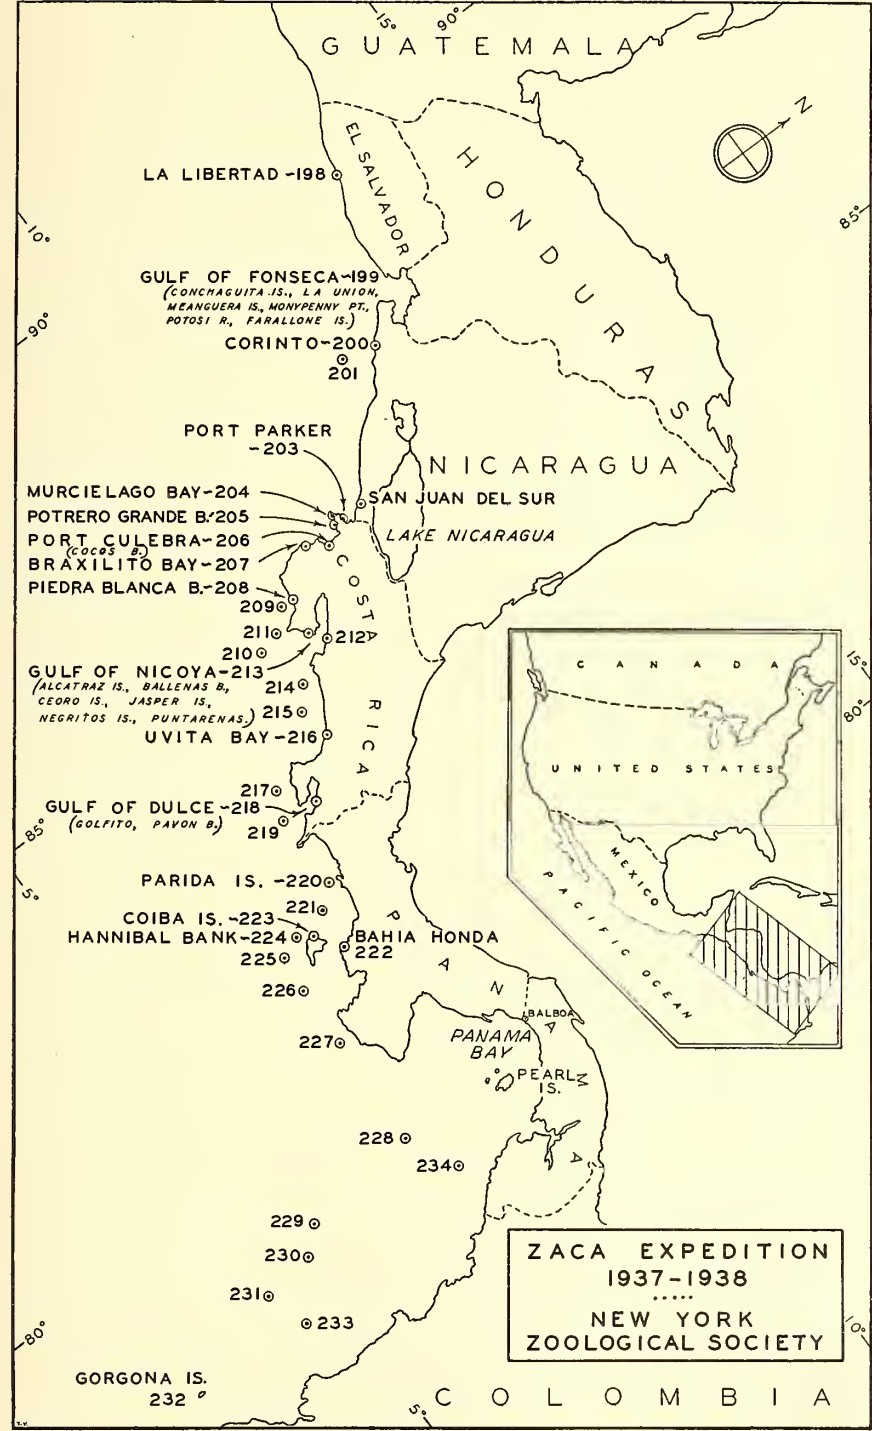 15°
90°
GUATEMALA
N
EL SALVADOR
HONDURAS
LA LIBERTAD -198
85°
10°
GULF OF FONSECA-199
(CONCHAGUITA IS., LA UNION,
MEANGUERA IS., MONYPENNY PT.,
POTOSI R., FARALLONE IS.)
90°
CORINTO-200
201
PORT PARKER
-203
NICARAGUA
MURCIELAGO BAY-204
SAN JUAN DEL SUR
POTRERO GRANDE B.-205
LAKE NICARAGUA
PORT CULEBRA-206
(COCOS B.)
BRAXILITO BAY-207
PIEDRA BLANCA B.-208
COSTA RICA
209
211
212
210
GULF OF NICOYA-213
(ALCATRAZ IS., BALLENAS B.,
CEORO IS., JASPER IS.,
NEGRITOS IS., PUNTARENAS.)
214
215
UVITA BAY-216
217
GULF OF DULCE-218
(GOLFITO, PAVON B.)
219
85°
5°
PARIDA IS. -220
221
COIBA IS.-223
HANNIBAL BANK-224
BAHIA HONDA
222
225
226
PANAMA
BALBOA
227
PANAMA
BAY
PEARL
IS.
228
234
229
230
231
233
80°
GORGONA IS.
232
5°
COLOMBIA
15°
80°
CANADA
UNITED STATES
MEXICO
PACIFIC OCEAN
ZACA EXPEDITION
1937-1938
.....
NEW YORK
ZOOLOGICAL SOCIETY
10°